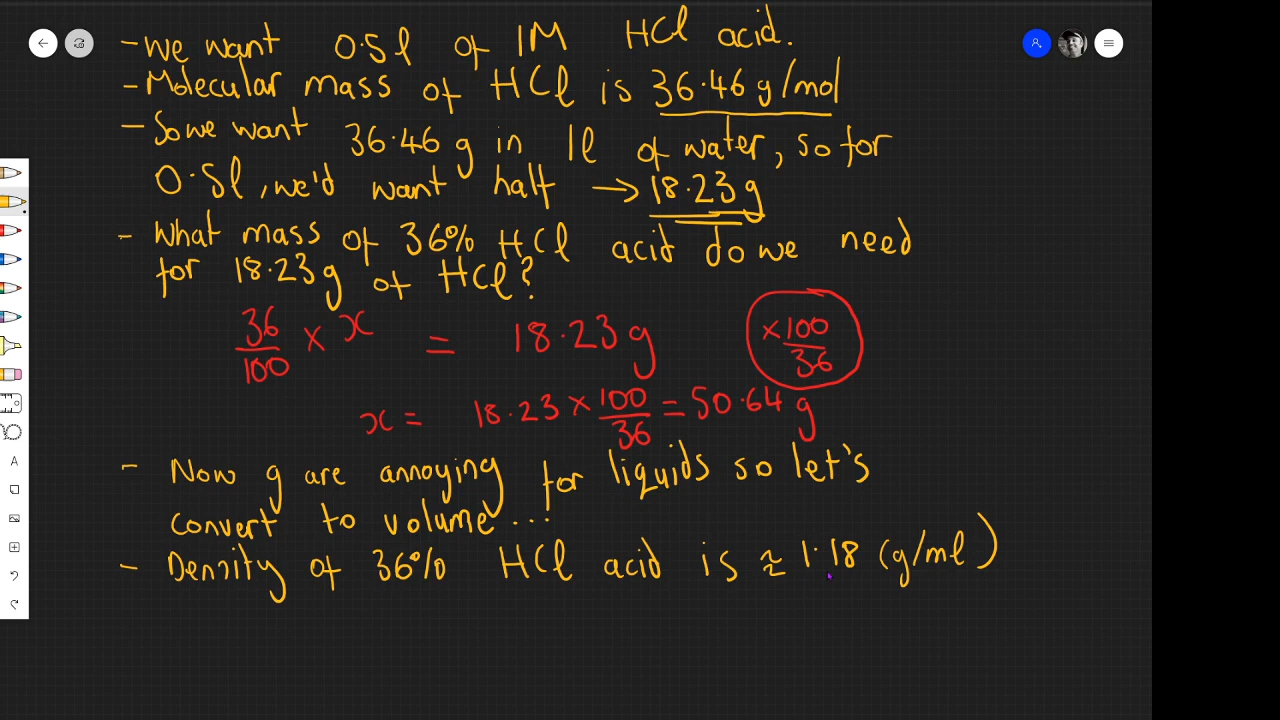 - We want 0.5l of 1M HCl acid.
- Molecular mass of HCl is 36.46 g/mol
- So we want 36.46 g in 1l of water, so for
0.5l, we'd want half → 18.23 g
- What mass of 36% HCl acid do we need
for 18.23 g of HCl?
36/100 × x = 18.23 g ×100/36
x = 18.23 × 100/36 = 50.64 g
- Now g are annoying for liquids so let's
convert to volume...
- Density of 36% HCl acid is ≈ 1.18 (g/ml)
A